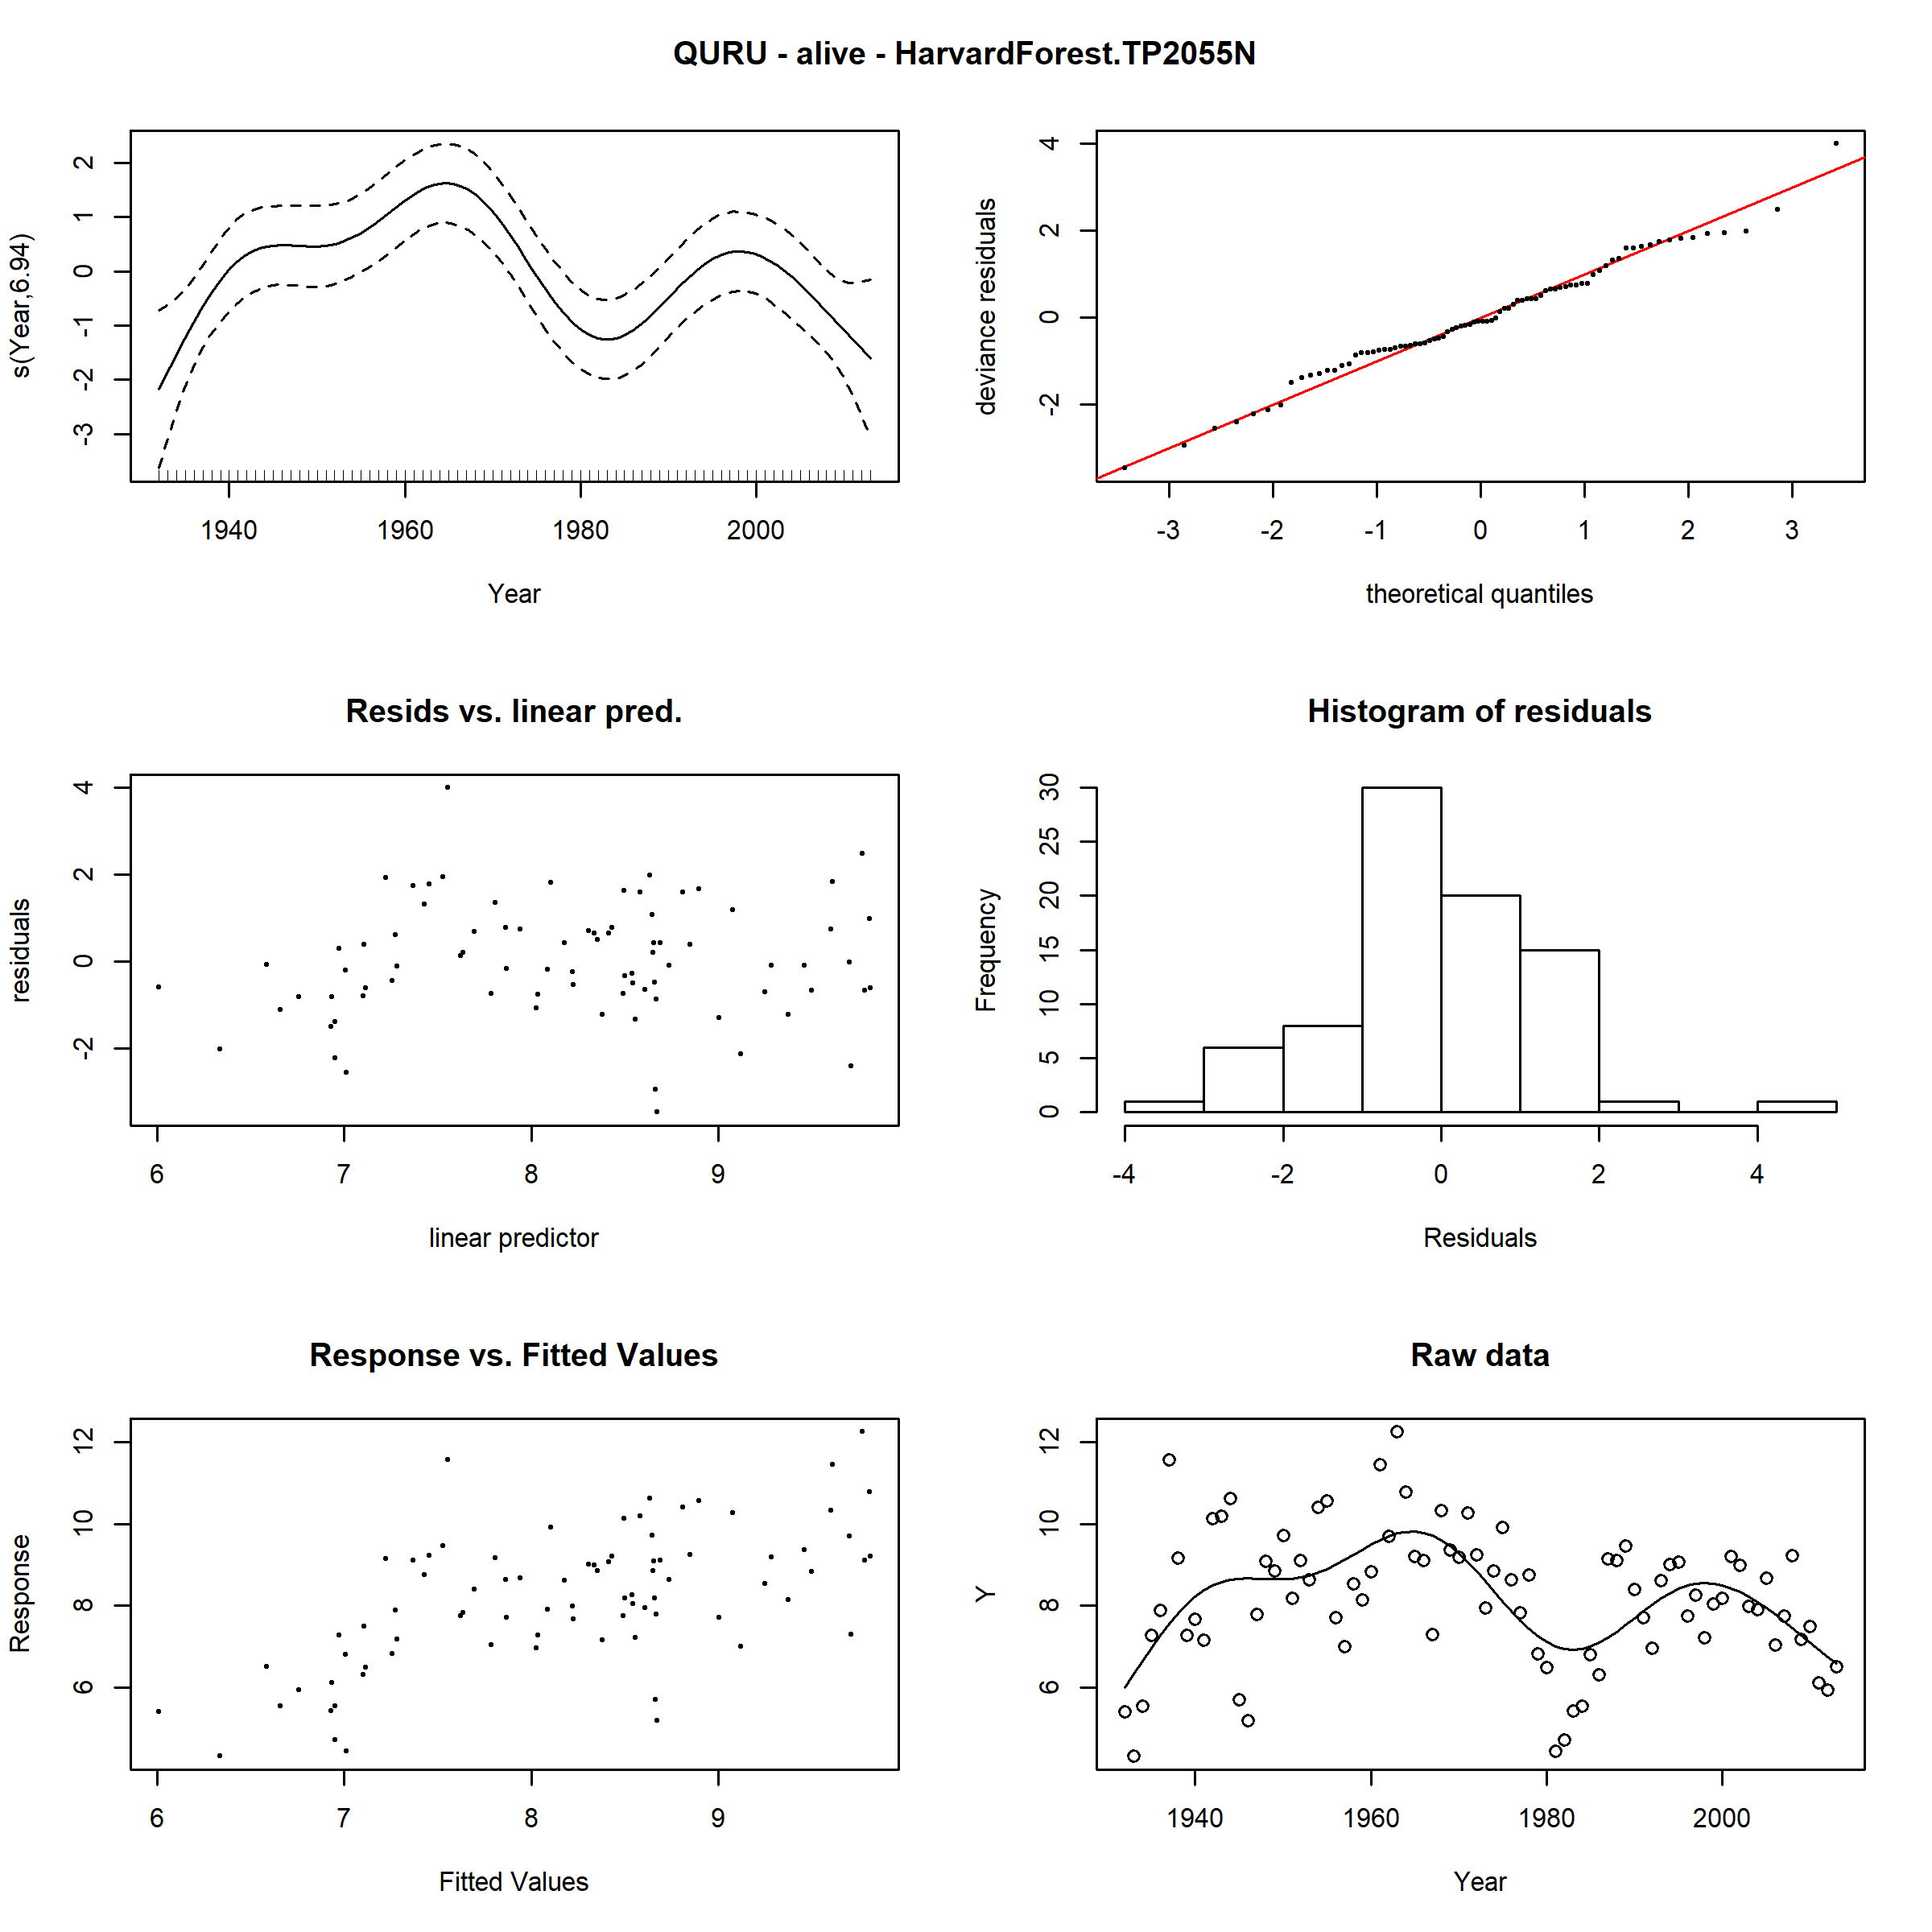 QURU - alive - HarvardForest.TP2055N
s(Year,6.94)
2
1
0
-1
-2
-3
1940 1960 1980 2000
Year
deviance residuals
4
2
0
-2
-3 -2 -1 0 1 2 3
theoretical quantiles
Resids vs. linear pred.
residuals
4
2
0
-2
6 7 8 9
linear predictor
Histogram of residuals
Frequency
30
25
20
15
10
5
0
-4 -2 0 2 4
Residuals
Response vs. Fitted Values
Response
12
10
8
6
6 7 8 9
Fitted Values
Raw data
Y
12
10
8
6
1940 1960 1980 2000
Year